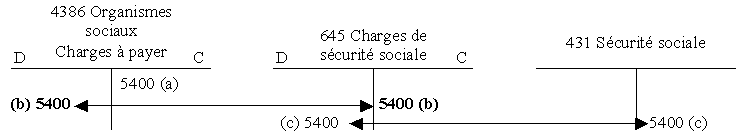 4386 Organismes
sociaux
Charges à payer
D C
645 Charges de
sécurité sociale
D C
431 Sécurité sociale
5400 (a)
(b) 5400 5400 (b)
(c) 5400 5400 (c)